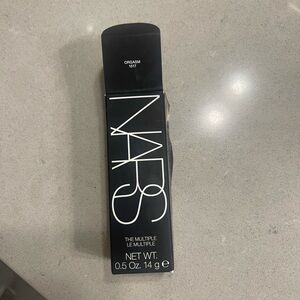 ORGASM
1517
NARS
THE MULTIPLE
LE MULTIPLE
NET WT.
0.5 Oz. 14 g ℮